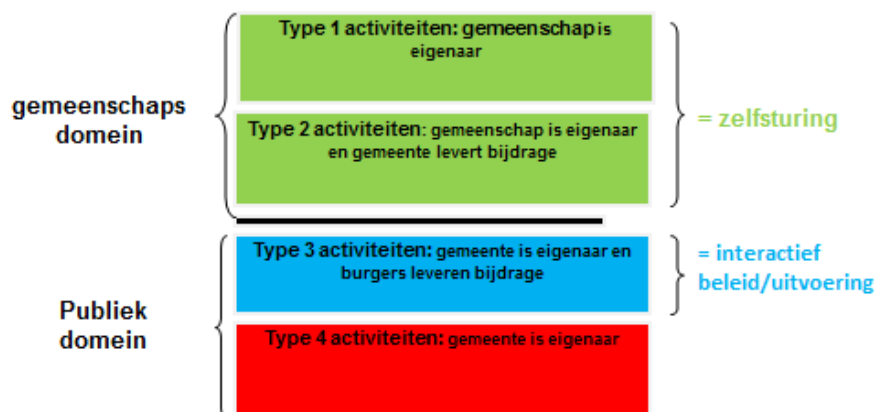 gemeenschaps
domein
Type 1 activiteiten: gemeenschap is
eigenaar
Type 2 activiteiten: gemeenschap is eigenaar
en gemeente levert bijdrage
= zelfsturing
Publiek
domein
Type 3 activiteiten: gemeente is eigenaar en
burgers leveren bijdrage
= interactief
beleid/uitvoering
Type 4 activiteiten: gemeente is eigenaar